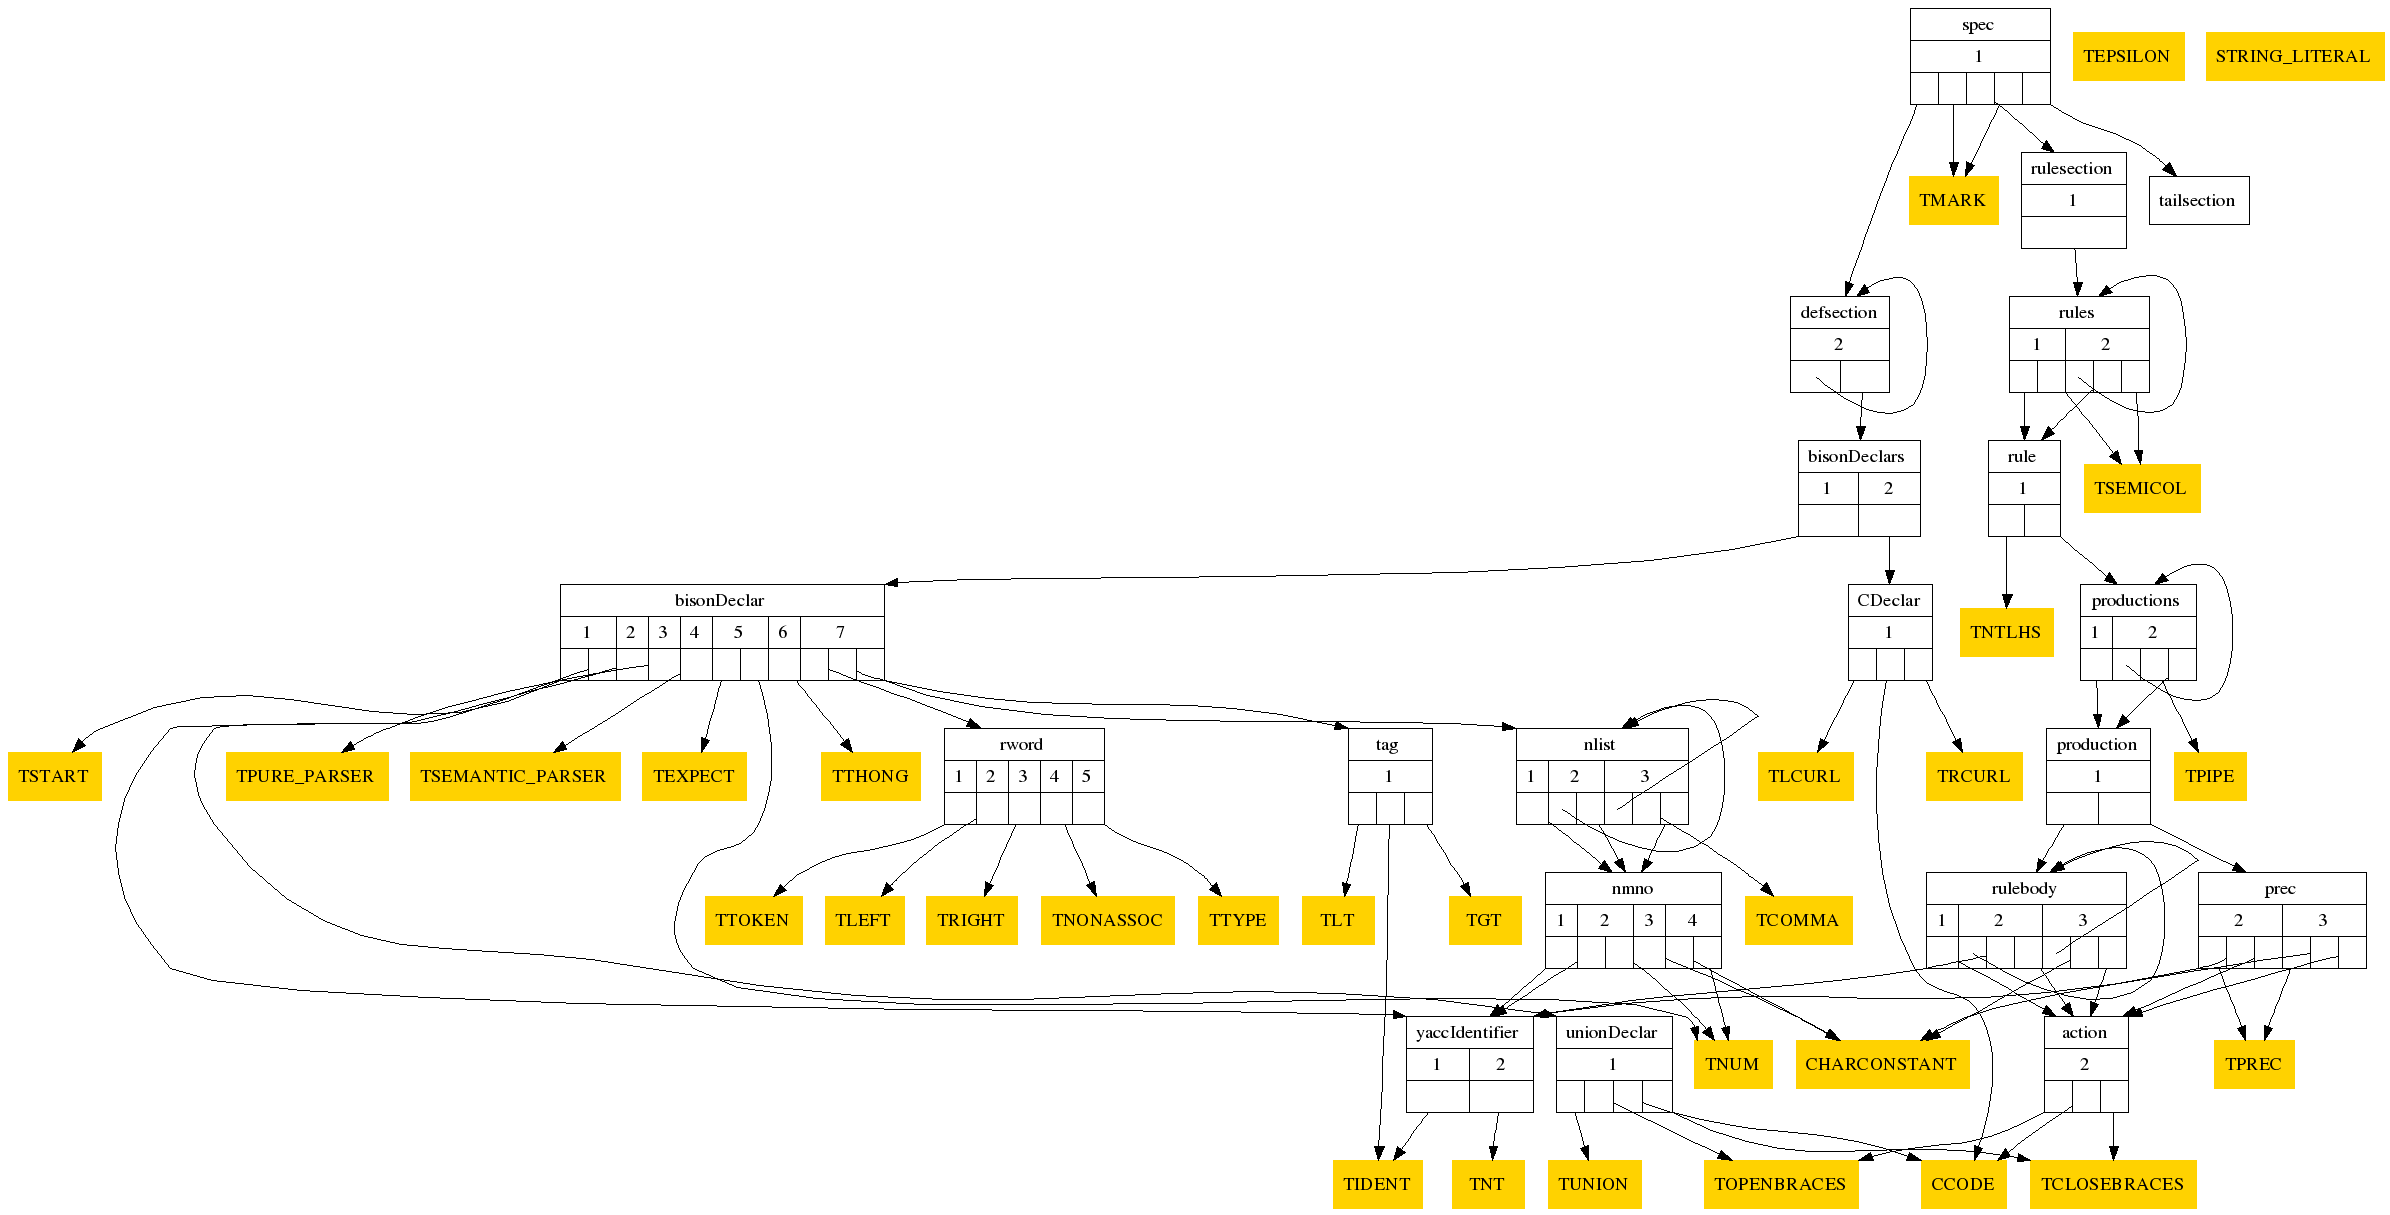 spec
1
TEPSILON
STRING_LITERAL
rulesection
1
TMARK
tailsection
defsection
2
rules
1 2
bisonDeclars
1 2
rule
1
TSEMICOL
bisonDeclar
1 2 3 4 5 6 7
CDeclar
1
TNTLHS
productions
1 2
TSTART
TPURE_PARSER
TSEMANTIC_PARSER
TEXPECT
TTHONG
rword
1 2 3 4 5
tag
1
nlist
1 2 3
TLCURL
TRCURL
production
1
TPIPE
TTOKEN
TLEFT
TRIGHT
TNONASSOC
TTYPE
TLT
TGT
nmno
1 2 3 4
TCOMMA
rulebody
1 2 3
prec
2 3
yaccIdentifier
1 2
unionDeclar
1
TNUM
CHARCONSTANT
action
2
TPREC
TIDENT
TNT
TUNION
TOPENBRACES
CCODE
TCLOSEBRACES